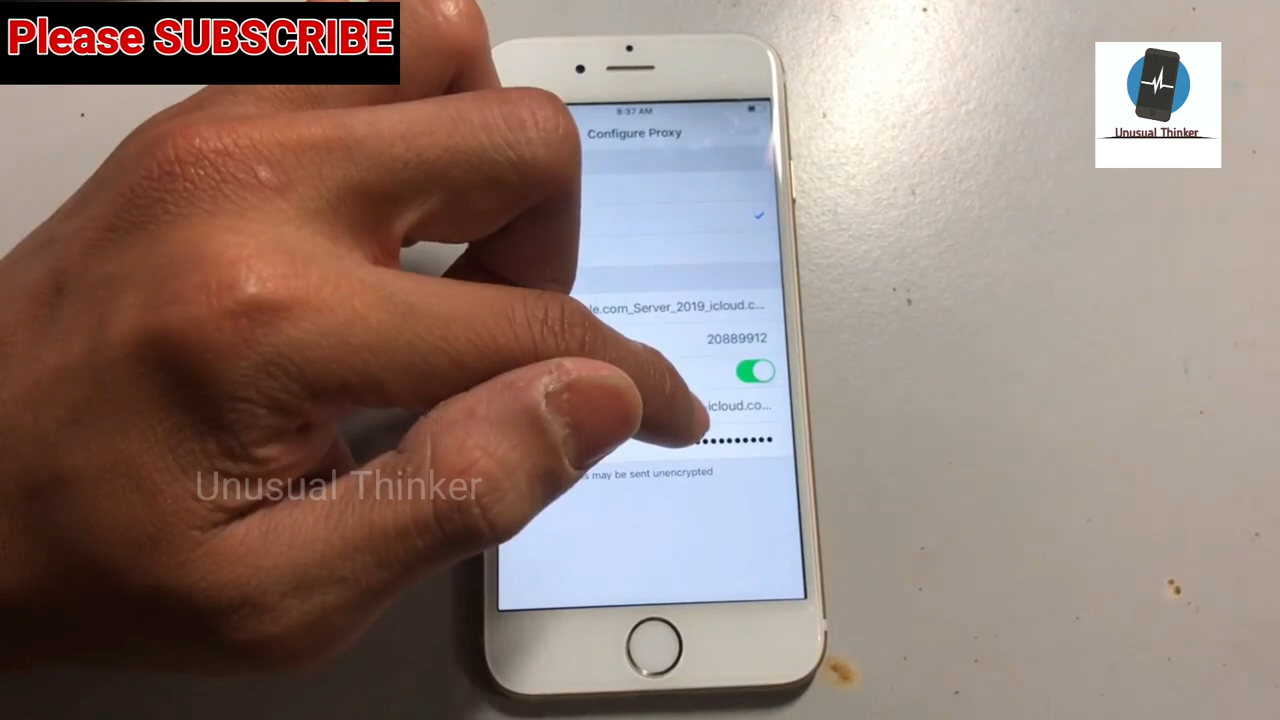 Please SUBSCRIBE
Unusual Thinker
8:37 AM
Configure Proxy
le.com_Server_2019_icloud.c...
20889912
-icloud.co...
may be sent unencrypted
Unusual Thinker